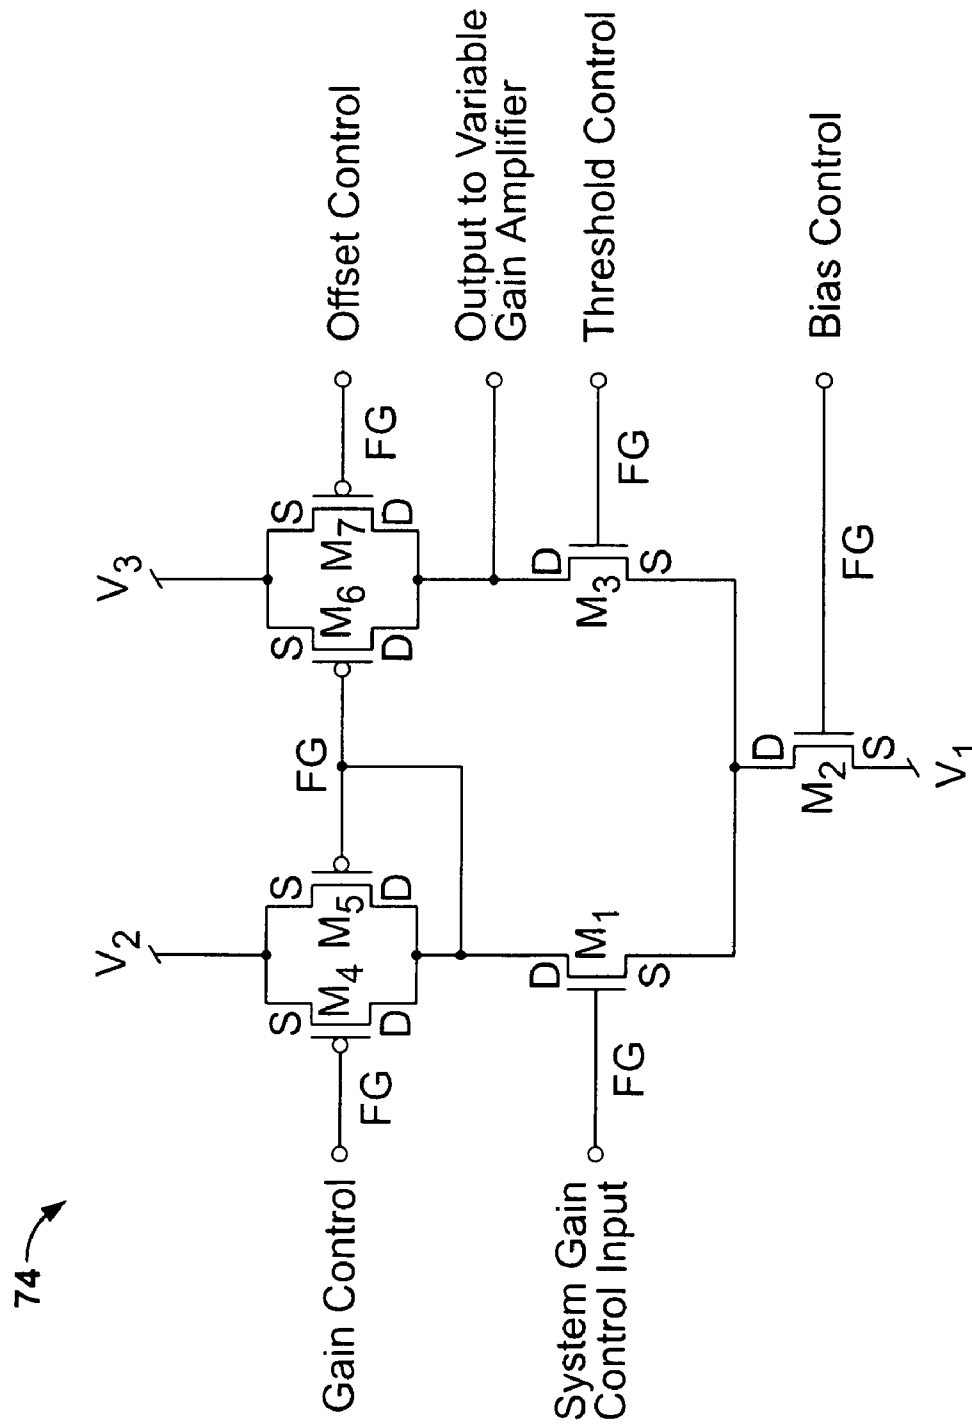 74
V2
V3
Gain Control
FG
S
D
M4
M5
S
D
FG
S
D
M6
M7
S
D
FG
Offset Control
Output to Variable
Gain Amplifier
System Gain
Control Input
FG
D
S
M1
D
S
M3
FG
Threshold Control
D
S
M2
FG
Bias Control
V1